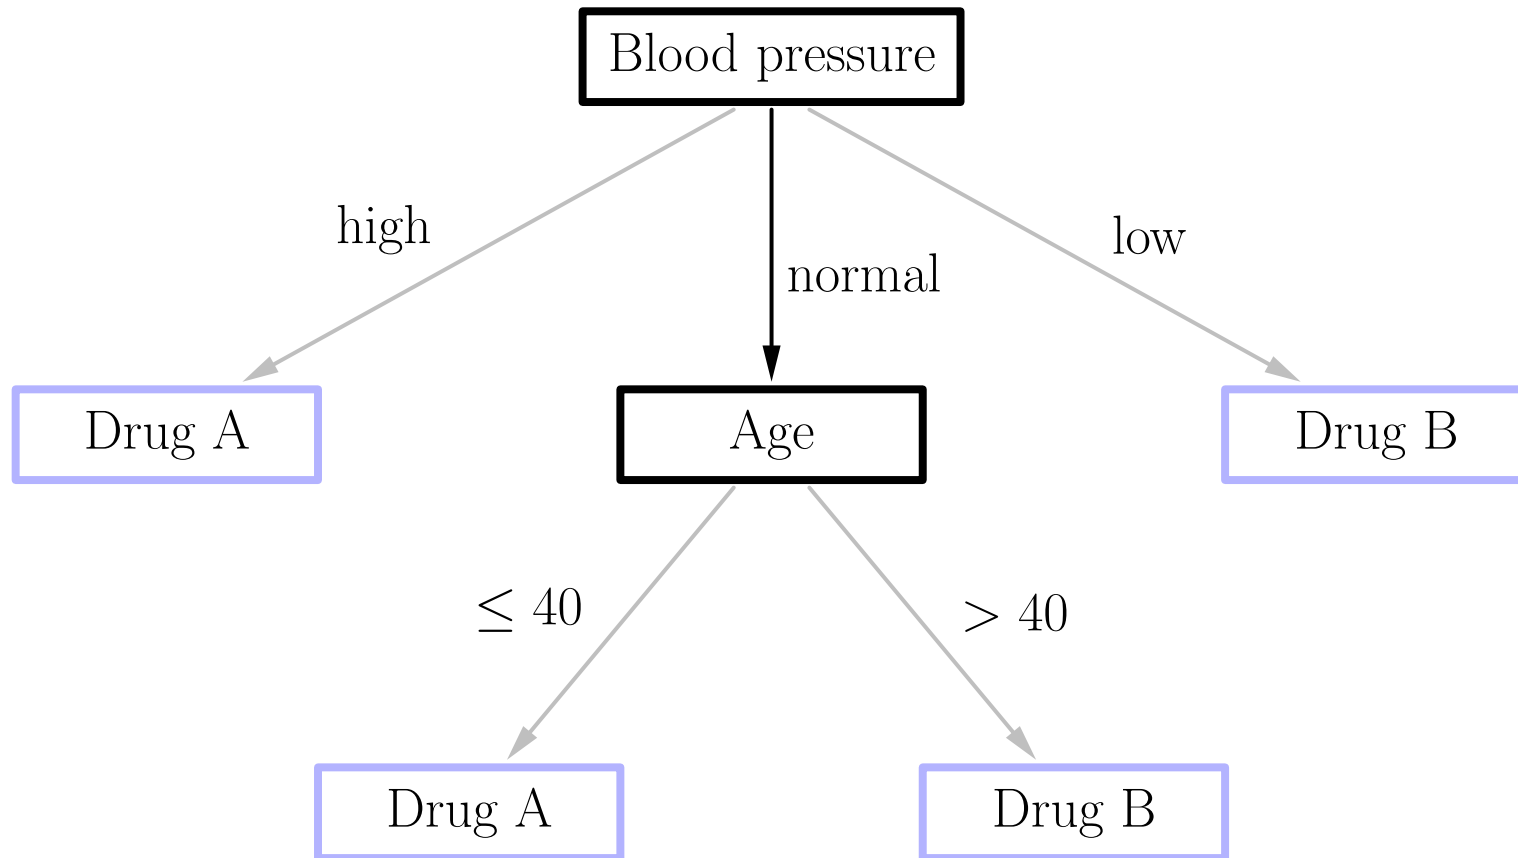 Blood pressure
high
normal
low
Drug A
Age
Drug B
≤ 40
> 40
Drug A
Drug B